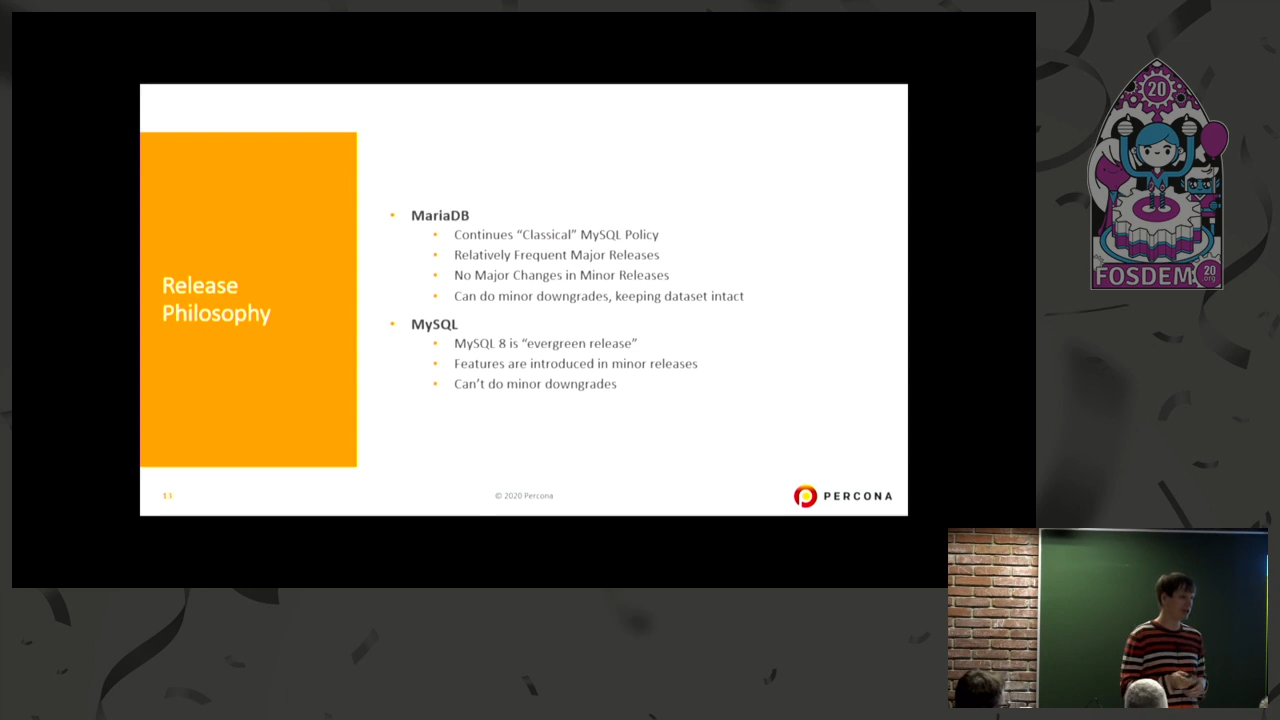 Release
Philosophy
• MariaDB
• Continues “Classical” MySQL Policy
• Relatively Frequent Major Releases
• No Major Changes in Minor Releases
• Can do minor downgrades, keeping dataset intact
• MySQL
• MySQL 8 is “evergreen release”
• Features are introduced in minor releases
• Can’t do minor downgrades
13
© 2020 Percona
PERCONA
20
FOSDEM
20
.org